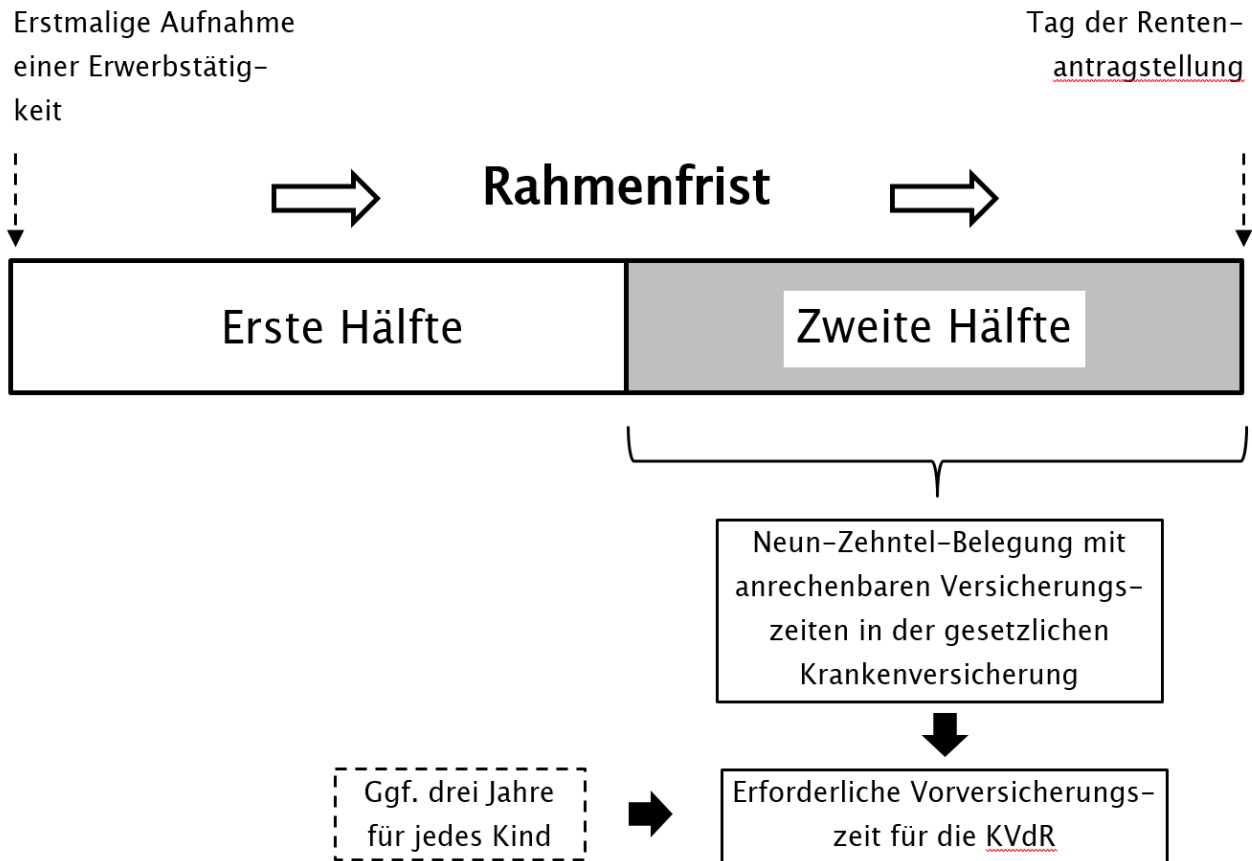 Erstmalige Aufnahme
einer Erwerbstätig-
keit
Tag der Renten-
antragstellung
Rahmenfrist
Erste Hälfte
Zweite Hälfte
Neun-Zehntel-Belegung mit
anrechenbaren Versicherungs-
zeiten in der gesetzlichen
Krankenversicherung
Ggf. drei Jahre
für jedes Kind
Erforderliche Vorversicherungs-
zeit für die KVdR